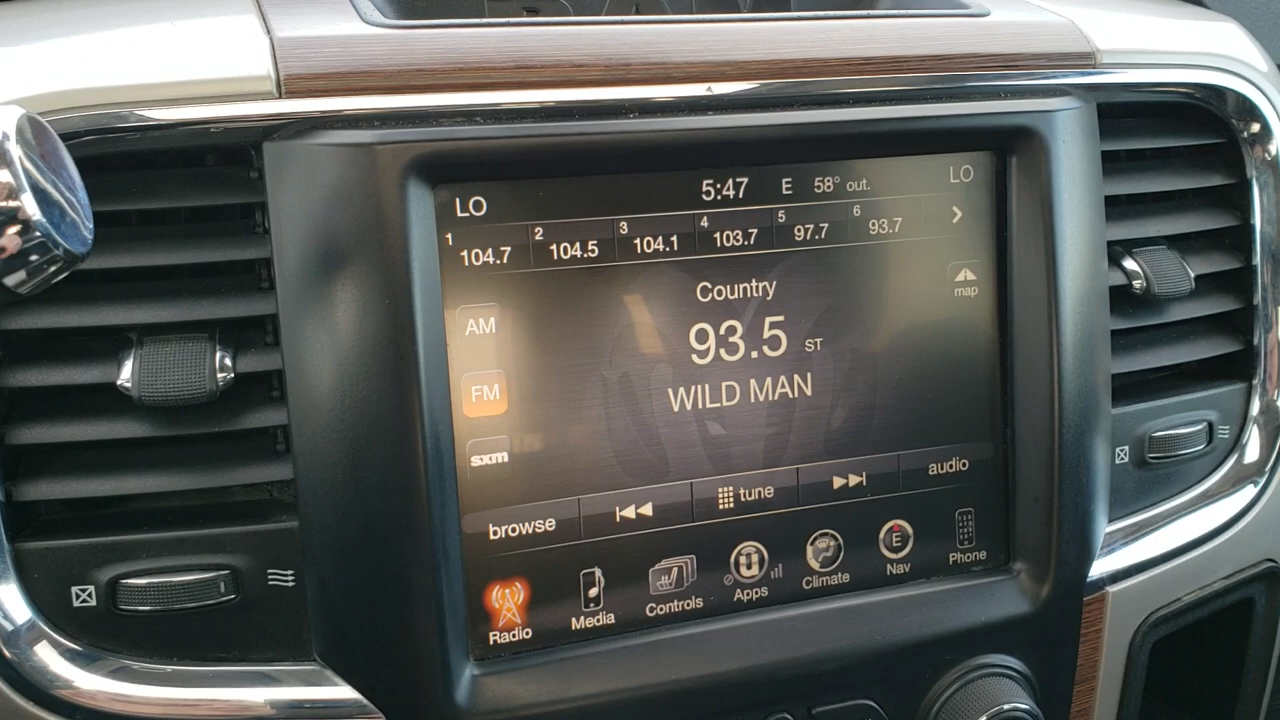 RAM
LO 5:47 E 58° out. LO
1 104.7 2 104.5 3 104.1 4 103.7 5 97.7 6 93.7
Country
map
AM
93.5 ST
FM
WILD MAN
sxm
browse tune audio
Radio Media Controls Apps Climate E Nav Phone